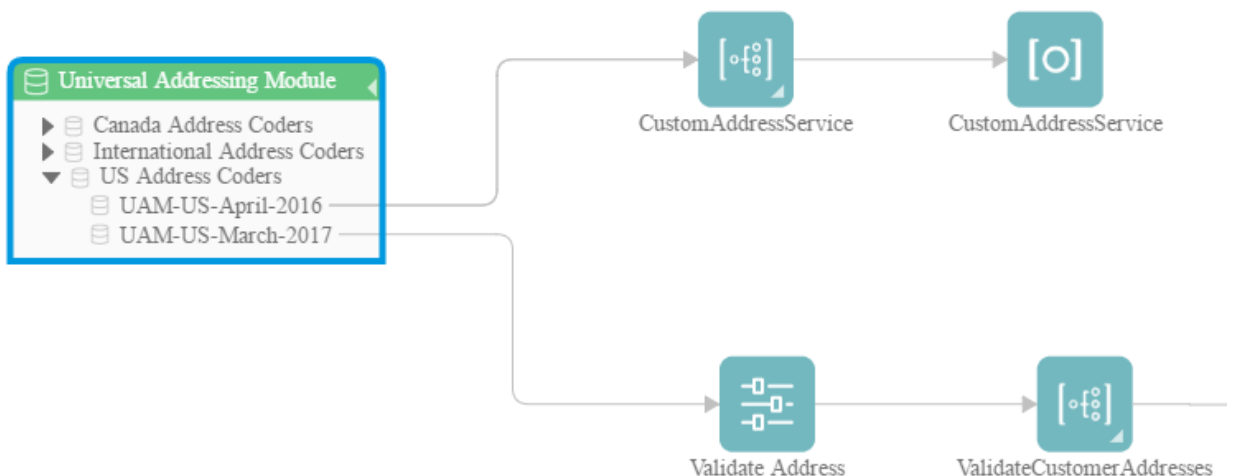 Universal Addressing Module
Canada Address Coders
International Address Coders
US Address Coders
UAM-US-April-2016
UAM-US-March-2017
CustomAddressService
CustomAddressService
Validate Address
ValidateCustomerAddresses